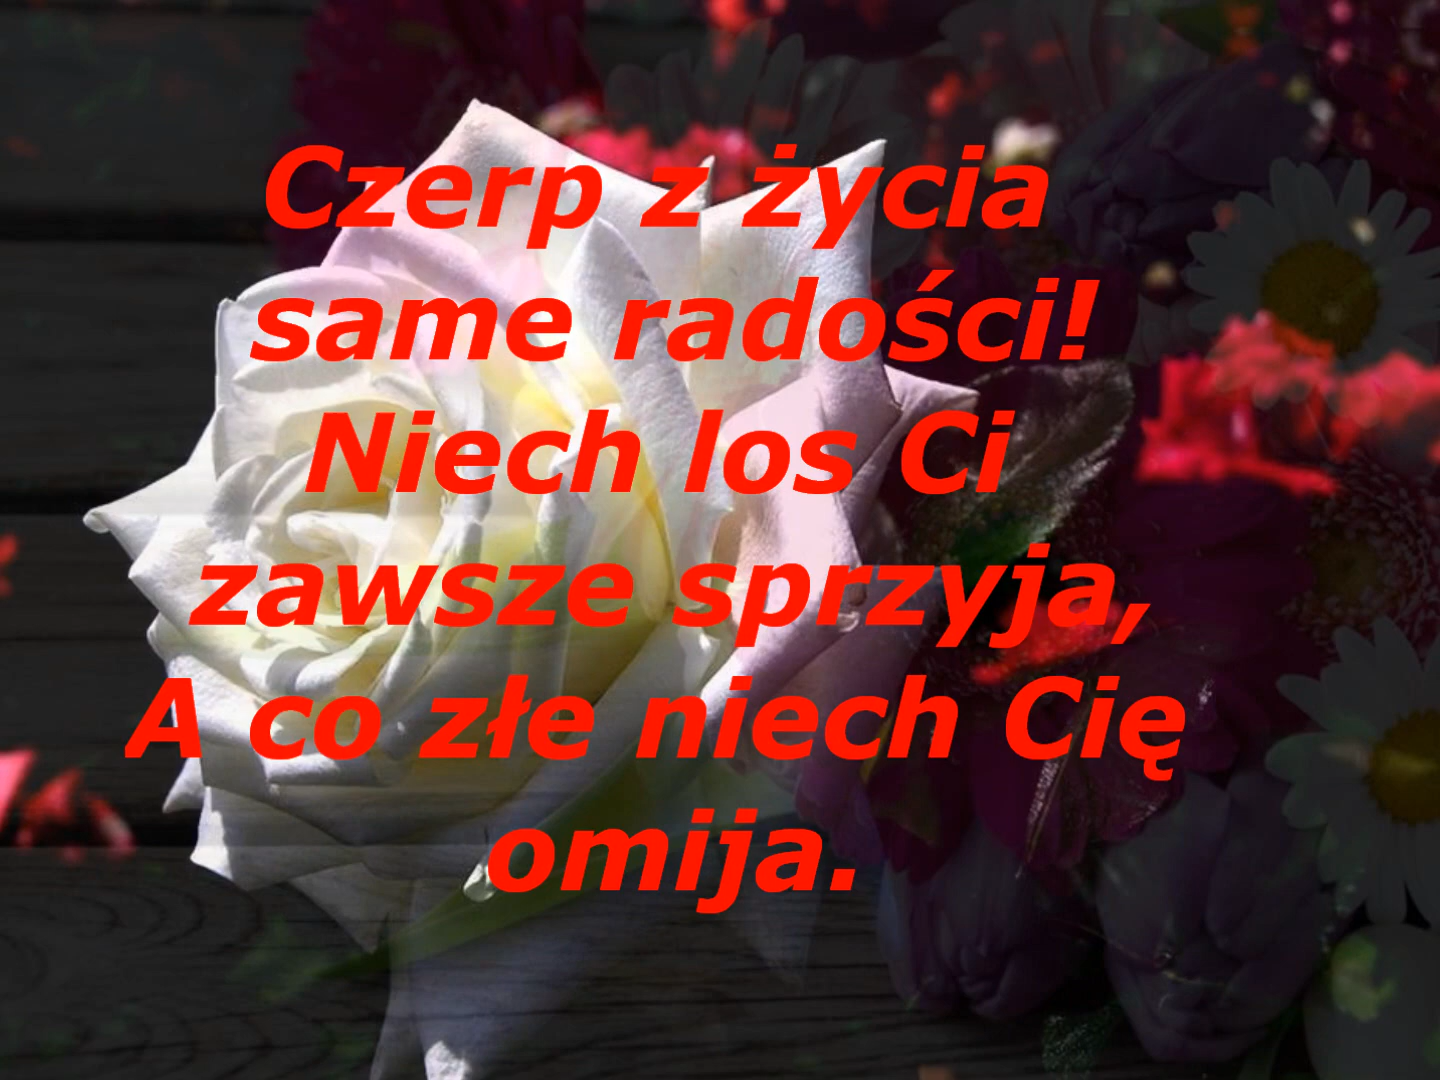 Czerp z życia
same radości!
Niech los Ci
zawsze sprzyja,
A co złe niech Cię
omija.